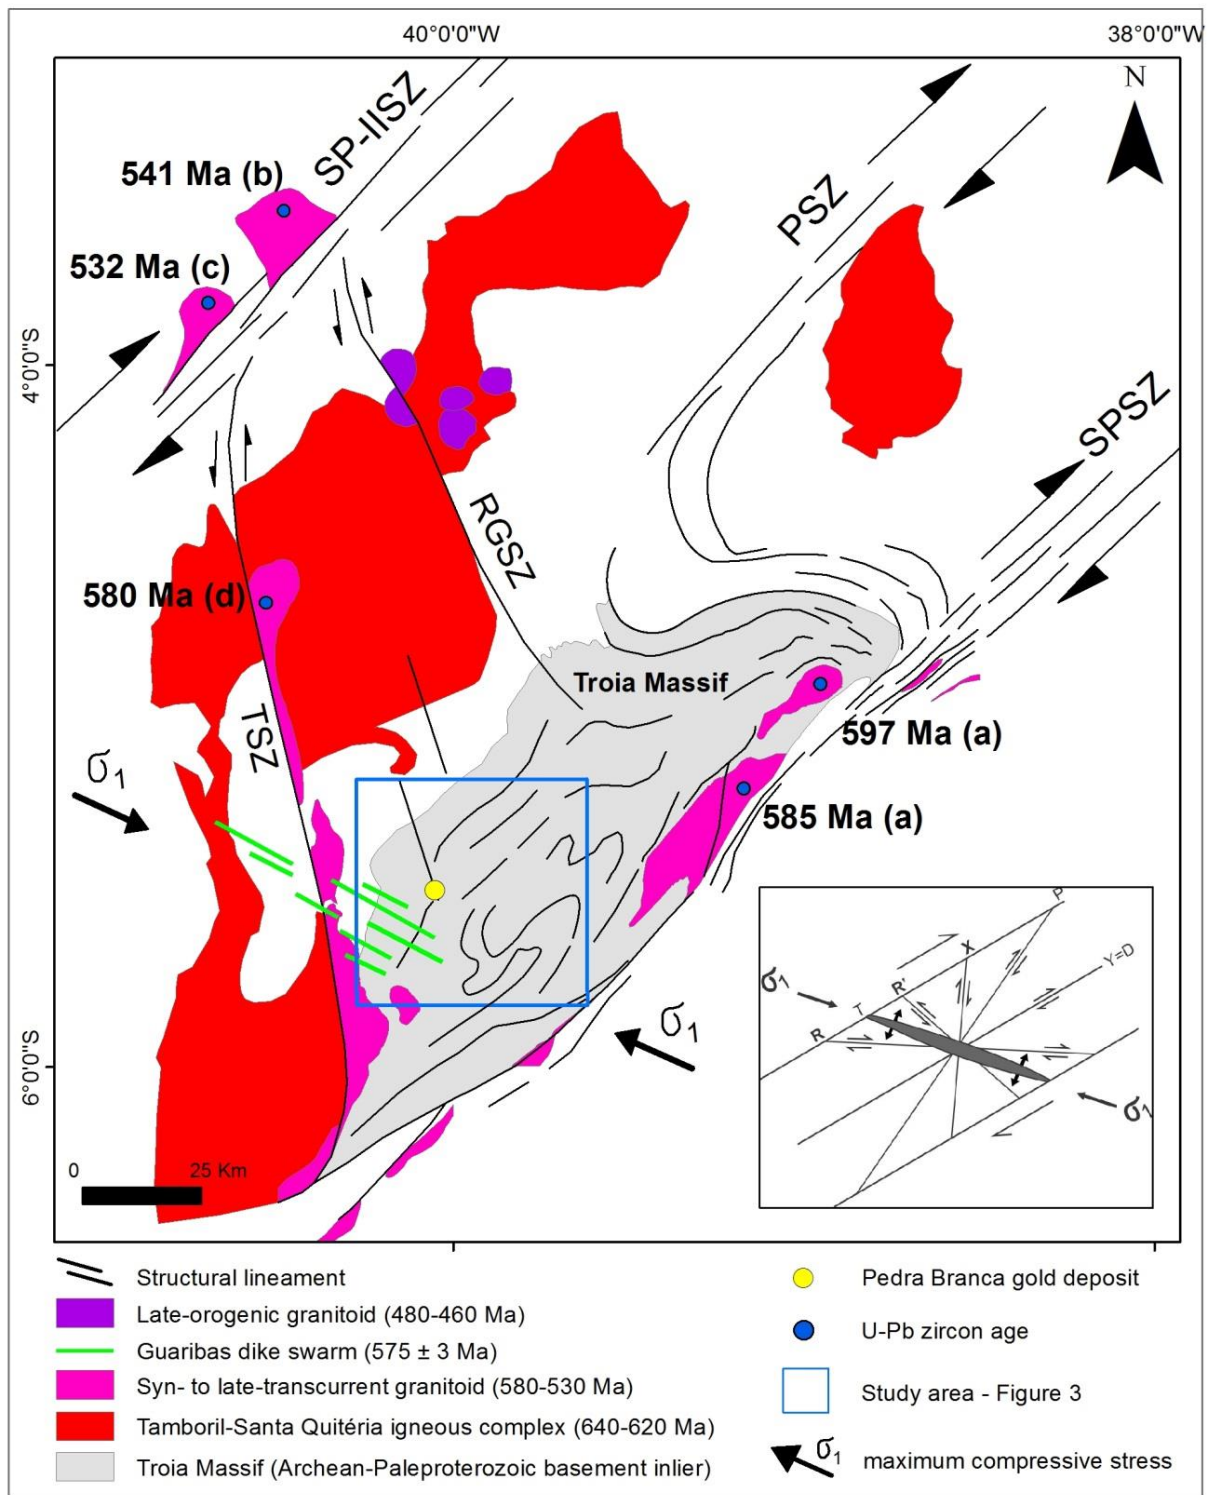 40°0'0"W
38°0'0"W
N
SP-IISZ
541 Ma (b)
PSZ
532 Ma (c)
4°0'0"S
SPSZ
RGSZ
580 Ma (d)
Troia Massif
TSZ
597 Ma (a)
σ1
585 Ma (a)
σ1
6°0'0"S
0
25 Km
P
X
Y=D
σ1
R'
T
R
σ1
Structural lineament
Late-orogenic granitoid (480-460 Ma)
Guaribas dike swarm (575 ± 3 Ma)
Syn- to late-transcurrent granitoid (580-530 Ma)
Tamboril-Santa Quitéria igneous complex (640-620 Ma)
Troia Massif (Archean-Paleproterozoic basement inlier)
Pedra Branca gold deposit
U-Pb zircon age
Study area - Figure 3
σ1 maximum compressive stress